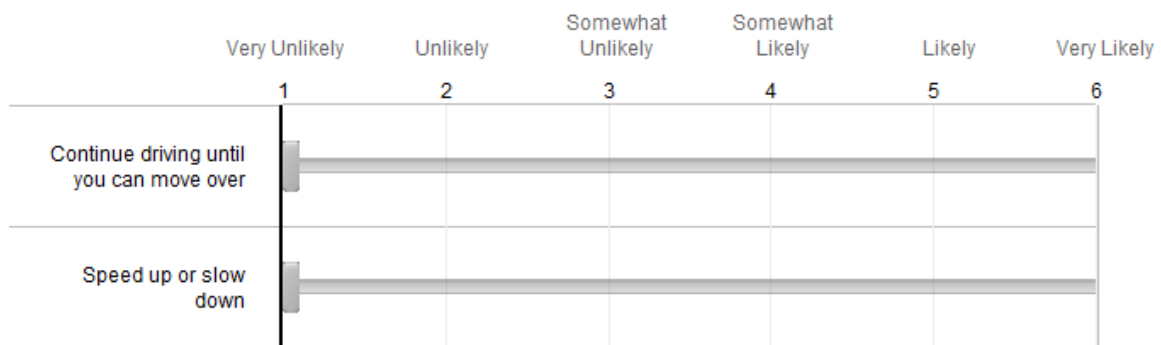 Somewhat Somewhat
Very Unlikely Unlikely Unlikely Likely Likely Very Likely
1 2 3 4 5 6
Continue driving until
you can move over
Speed up or slow
down